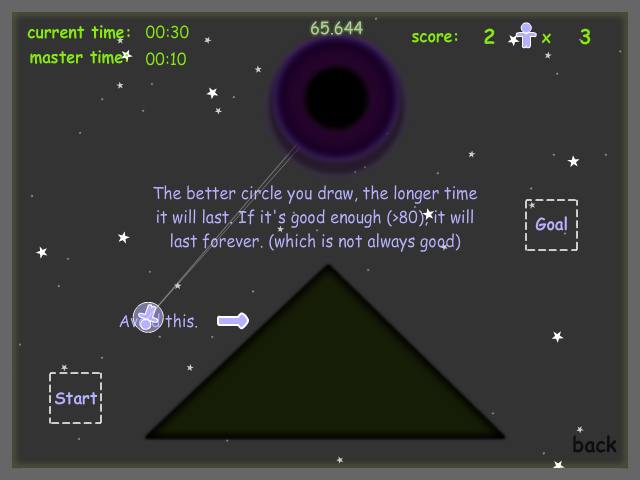 current time: 00:30
65.644
score: 2 x 3
master time: 00:10
The better circle you draw, the longer time
it will last. If it's good enough (>80), it will
last forever. (which is not always good)
Goal
Avoid this.
Start
back